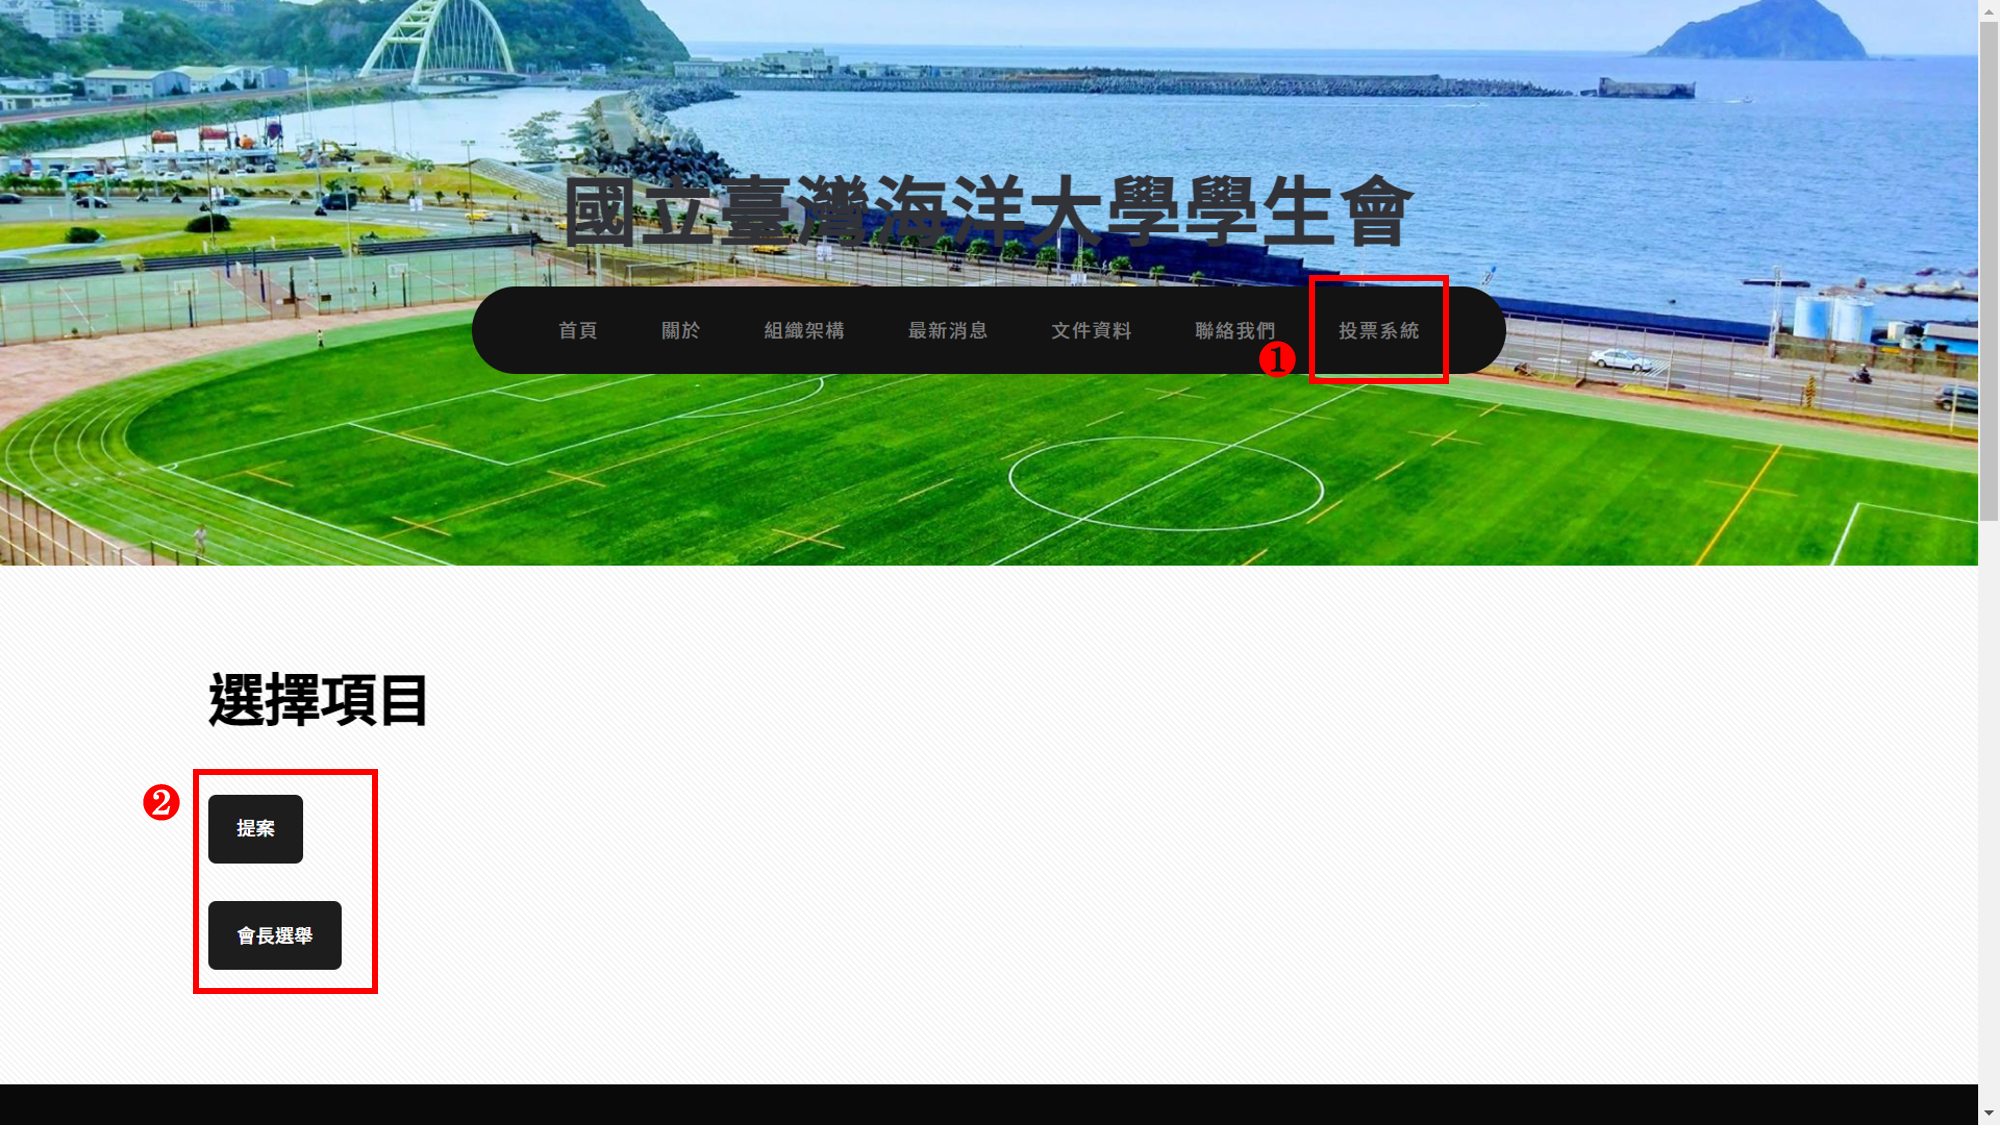 國立臺灣海洋大學學生會
首頁 關於 組織架構 最新消息 文件資料 聯絡我們 投票系統
1
選擇項目
2
提案
會長選舉